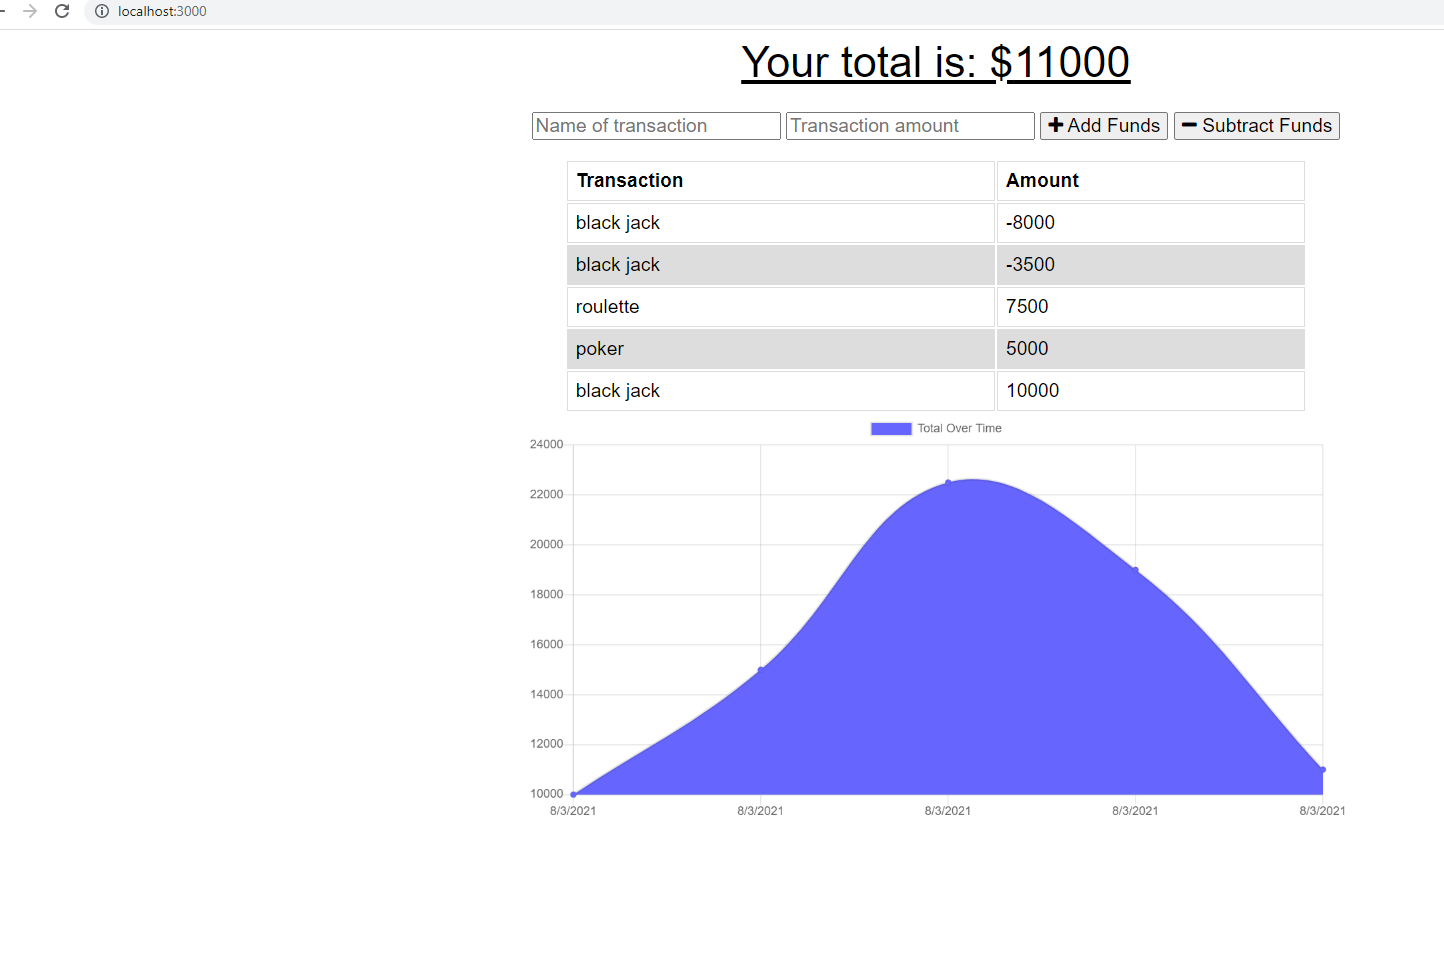 localhost:3000
Your total is: $11000
Name of transaction Transaction amount Add Funds Subtract Funds
Transaction Amount
black jack -8000
black jack -3500
roulette 7500
poker 5000
black jack 10000
Total Over Time
24000
22000
20000
18000
16000
14000
12000
10000
8/3/2021 8/3/2021 8/3/2021 8/3/2021 8/3/2021